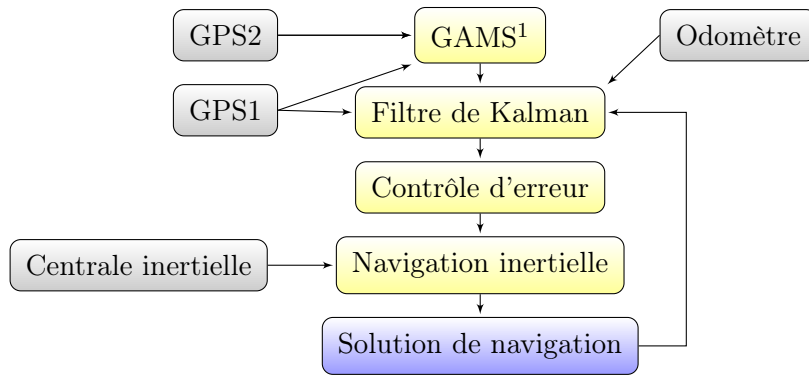 GPS2
GAMS¹
Odomètre
GPS1
Filtre de Kalman
Contrôle d'erreur
Centrale inertielle
Navigation inertielle
Solution de navigation